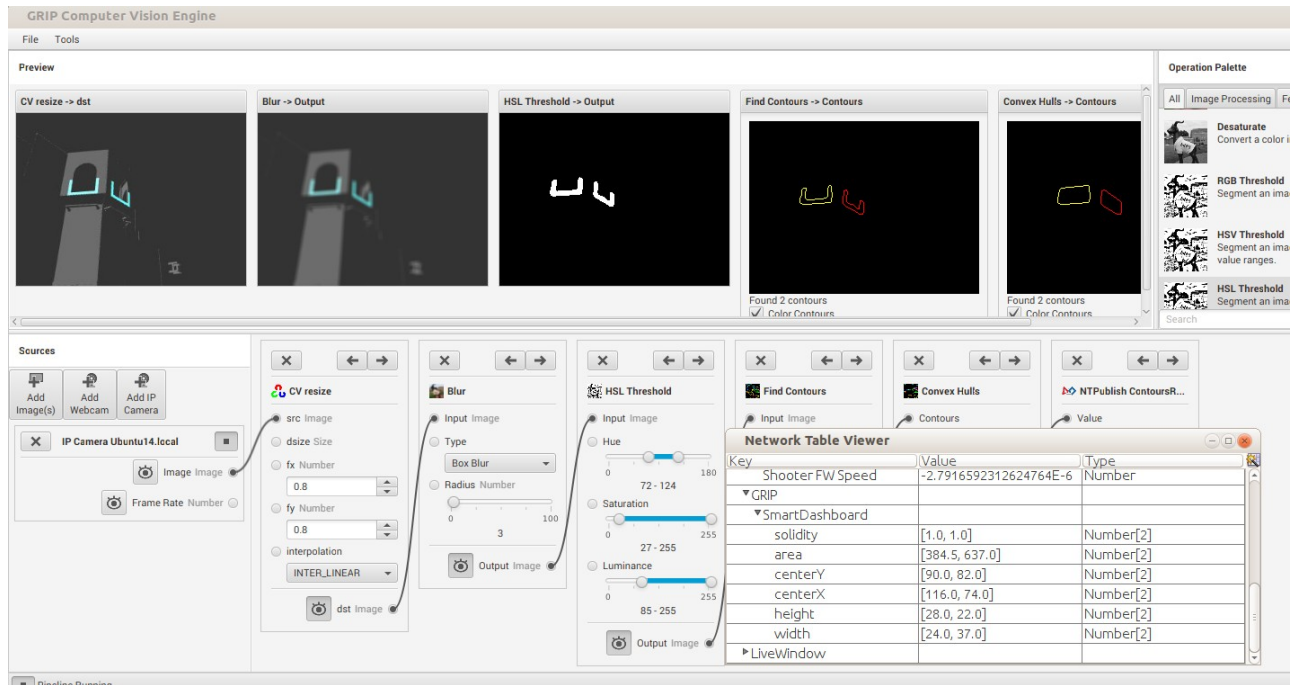 GRIP Computer Vision Engine
File Tools
Preview
Operation Palette
CV resize -> dst
Blur -> Output
HSL Threshold -> Output
Find Contours -> Contours
Convex Hulls -> Contours
All Image Processing Fe
Desaturate
Convert a color i
RGB Threshold
Segment an ima
HSV Threshold
Segment an ima
value ranges.
HSL Threshold
Segment an ima
Search
Found 2 contours
Color Contours
Found 2 contours
Color Contours
Sources
Add Image(s)
Add Webcam
Add IP Camera
IP Camera Ubuntu14.local
Image Image
Frame Rate Number
CV resize
src Image
dsize Size
fx Number
0.8
fy Number
0.8
interpolation
INTER_LINEAR
dst Image
Blur
Input Image
Type
Box Blur
Radius Number
0 100
3
Output Image
HSL Threshold
Input Image
Hue
0 180
72 - 124
Saturation
0 255
27 - 255
Luminance
0 255
85 - 255
Output Image
Find Contours
Input Image
Convex Hulls
Contours
NTPublish ContoursR...
Value
Network Table Viewer
Key Value Type
Shooter FW Speed -2.7916592312624764E-6 Number
GRIP
SmartDashboard
solidity [1.0, 1.0] Number[2]
area [384.5, 637.0] Number[2]
centerY [90.0, 82.0] Number[2]
centerX [116.0, 74.0] Number[2]
height [28.0, 22.0] Number[2]
width [24.0, 37.0] Number[2]
LiveWindow
Pipeline Running